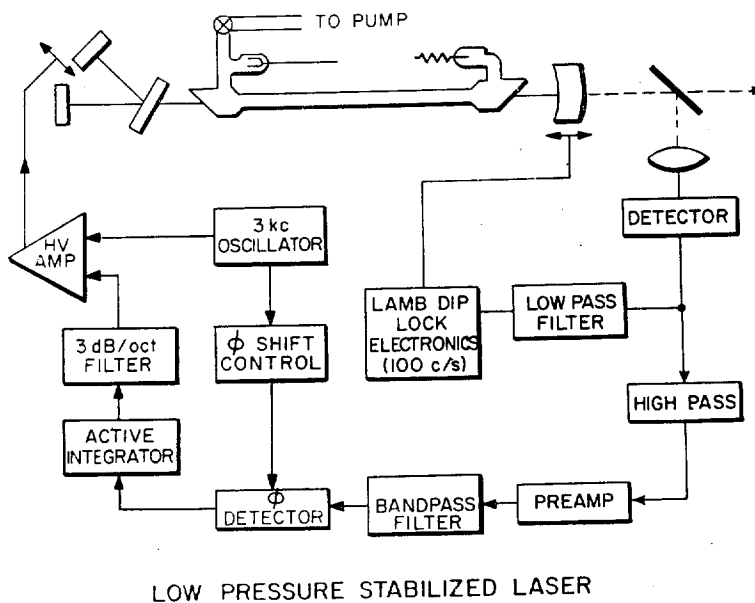 TO PUMP
3 kc
OSCILLATOR
HV
AMP
DETECTOR
LAMB DIP
LOCK
ELECTRONICS
(100 c/s)
LOW PASS
FILTER
3 dB/oct
FILTER
ϕ SHIFT
CONTROL
HIGH PASS
ACTIVE
INTEGRATOR
ϕ
DETECTOR
BANDPASS
FILTER
PREAMP
LOW PRESSURE STABILIZED LASER